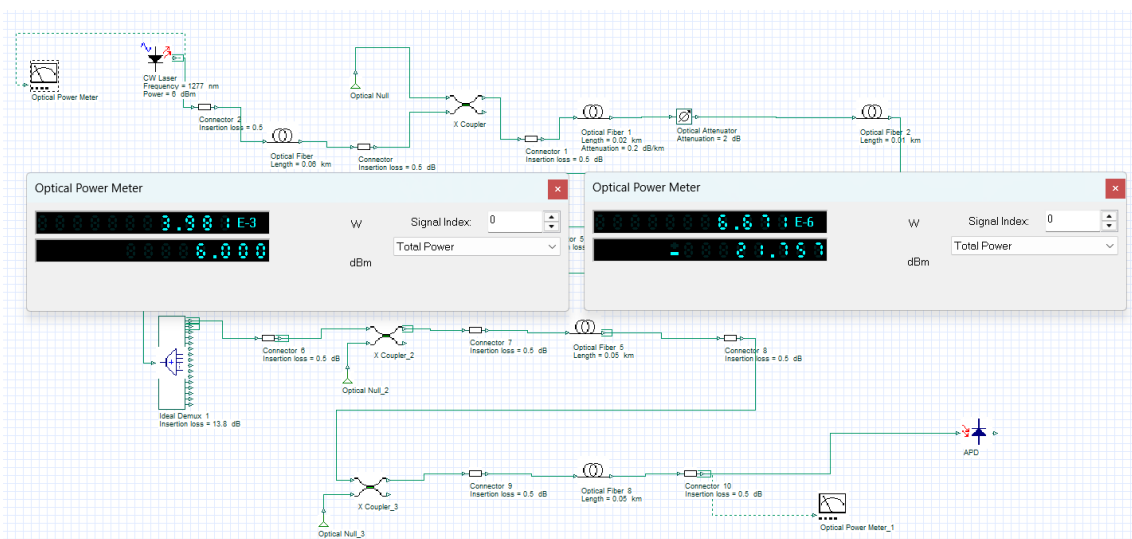 CW Laser
Frequency = 1277 nm
Power = 6 dBm
Optical Power Meter
Optical Null
Connector 2
Insertion loss = 0.5
X Coupler
Optical Fiber 1
Length = 0.02 km
Attenuation = 0.2 dB/km
Optical Attenuator
Attenuation = 2 dB
Optical Fiber 2
Length = 0.01 km
Optical Fiber
Length = 0.06 km
Connector
Insertion loss = 0.5 dB
Connector 1
Insertion loss = 0.5 dB
Optical Power Meter
×
3.981 E-3
W
Signal Index:
0
6.000
dBm
Total Power
Optical Power Meter
×
6.671 E-6
W
Signal Index:
0
-21.757
dBm
Total Power
or 5
loss
Connector 6
Insertion loss = 0.5 dB
X Coupler_2
Connector 7
Insertion loss = 0.5 dB
Optical Fiber 5
Length = 0.05 km
Connector 8
Insertion loss = 0.5 dB
Optical Null_2
Ideal Demux 1
Insertion loss = 13.8 dB
APD
X Coupler_3
Connector 9
Insertion loss = 0.5 dB
Optical Fiber 8
Length = 0.05 km
Connector 10
Insertion loss = 0.5 dB
Optical Null_3
Optical Power Meter_1